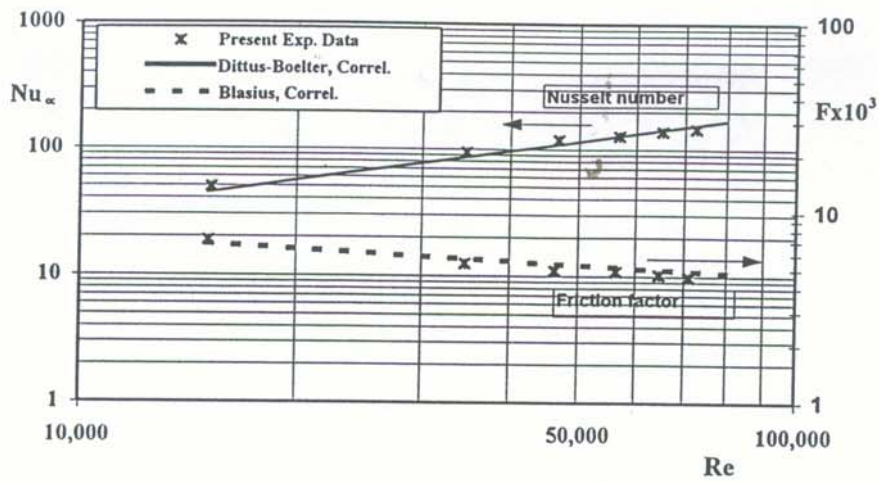 1000
100
Present Exp. Data
Dittus-Boelter, Correl.
Blasius, Correl.
Nu∝
Nusselt number
Fx10³
100
10
10
Friction factor
1
1
10,000
50,000
100,000
Re